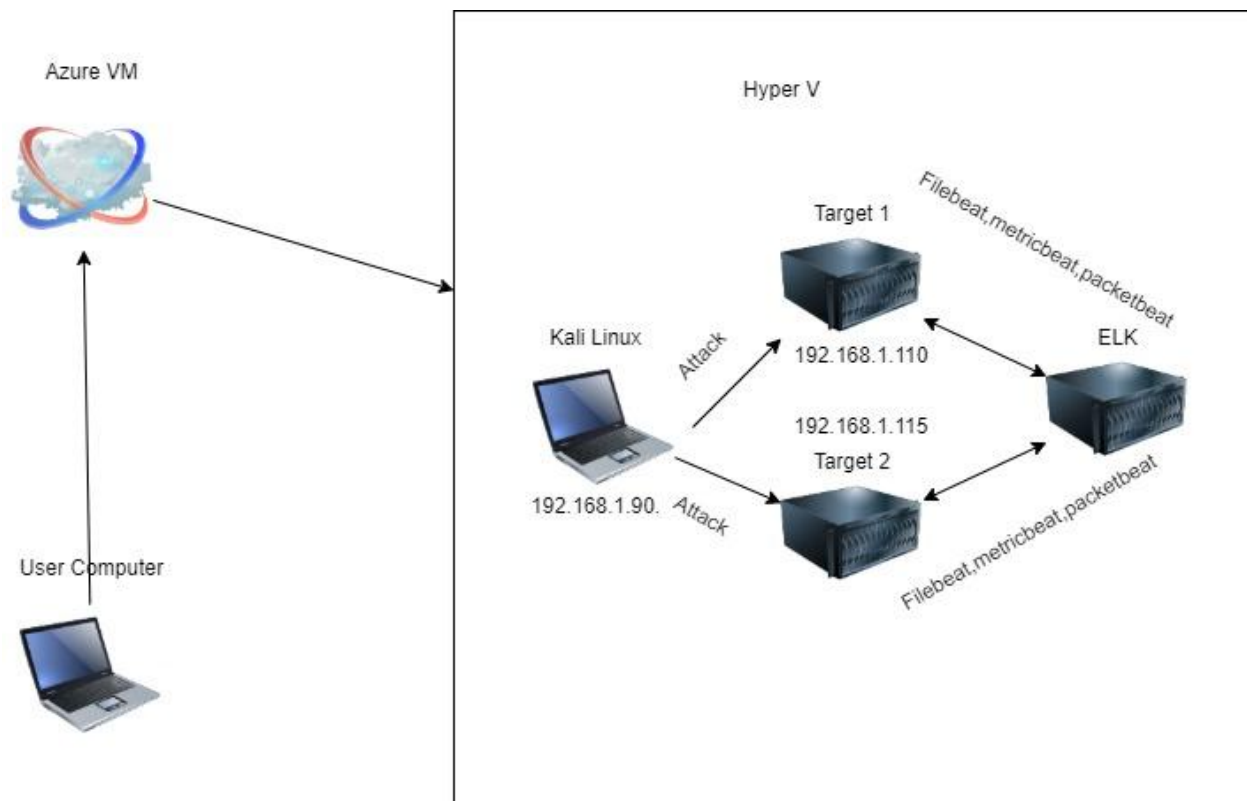 Azure VM
Hyper V
Target 1
Filebeat,metricbeat,packetbeat
Kali Linux
Attack
192.168.1.110
ELK
192.168.1.115
Target 2
192.168.1.90.
Attack
Filebeat,metricbeat,packetbeat
User Computer